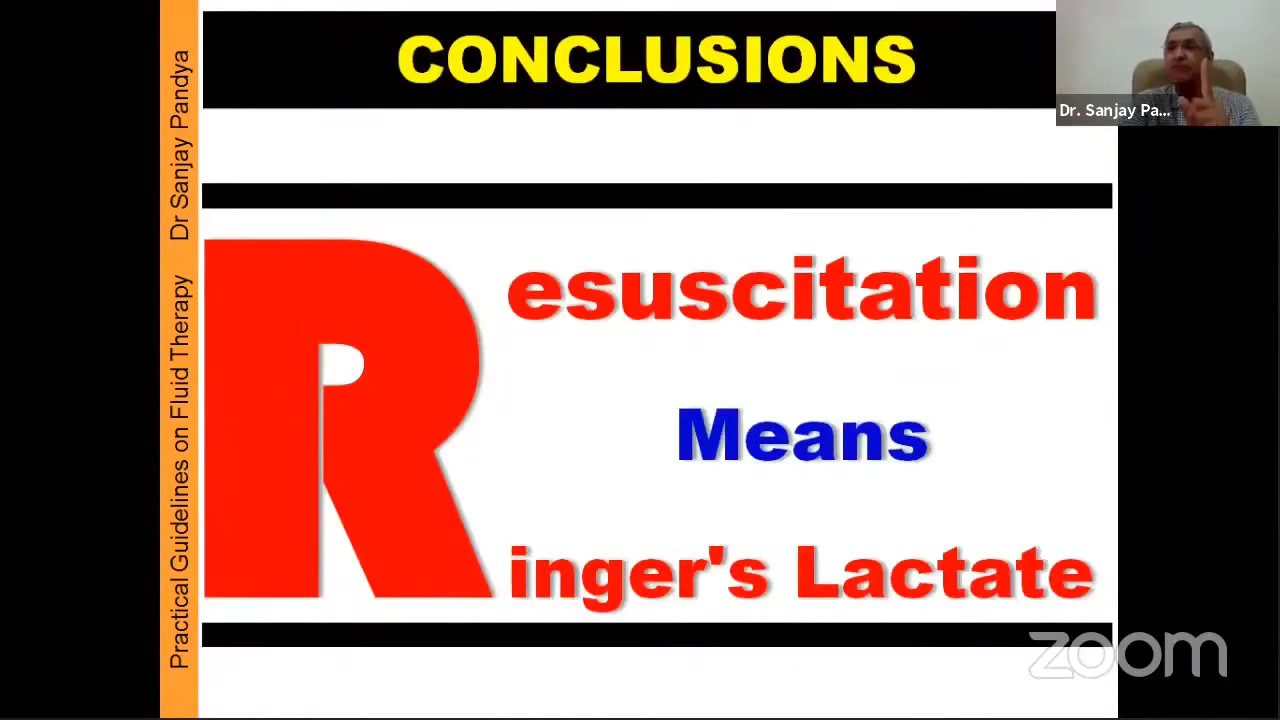 CONCLUSIONS
Dr. Sanjay Pa...
Practical Guidelines on Fluid Therapy Dr Sanjay Pandya
Resuscitation
Means
Ringer's Lactate
zoom